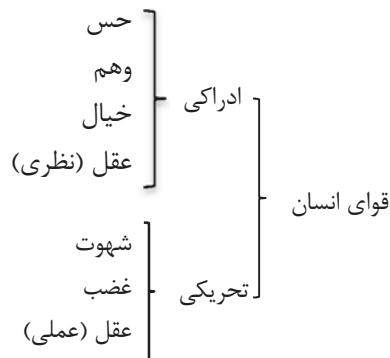 قوای انسان
ادراکی
حس
وهم
خیال
عقل (نظری)
تحریکی
شهوت
غضب
عقل (عملی)